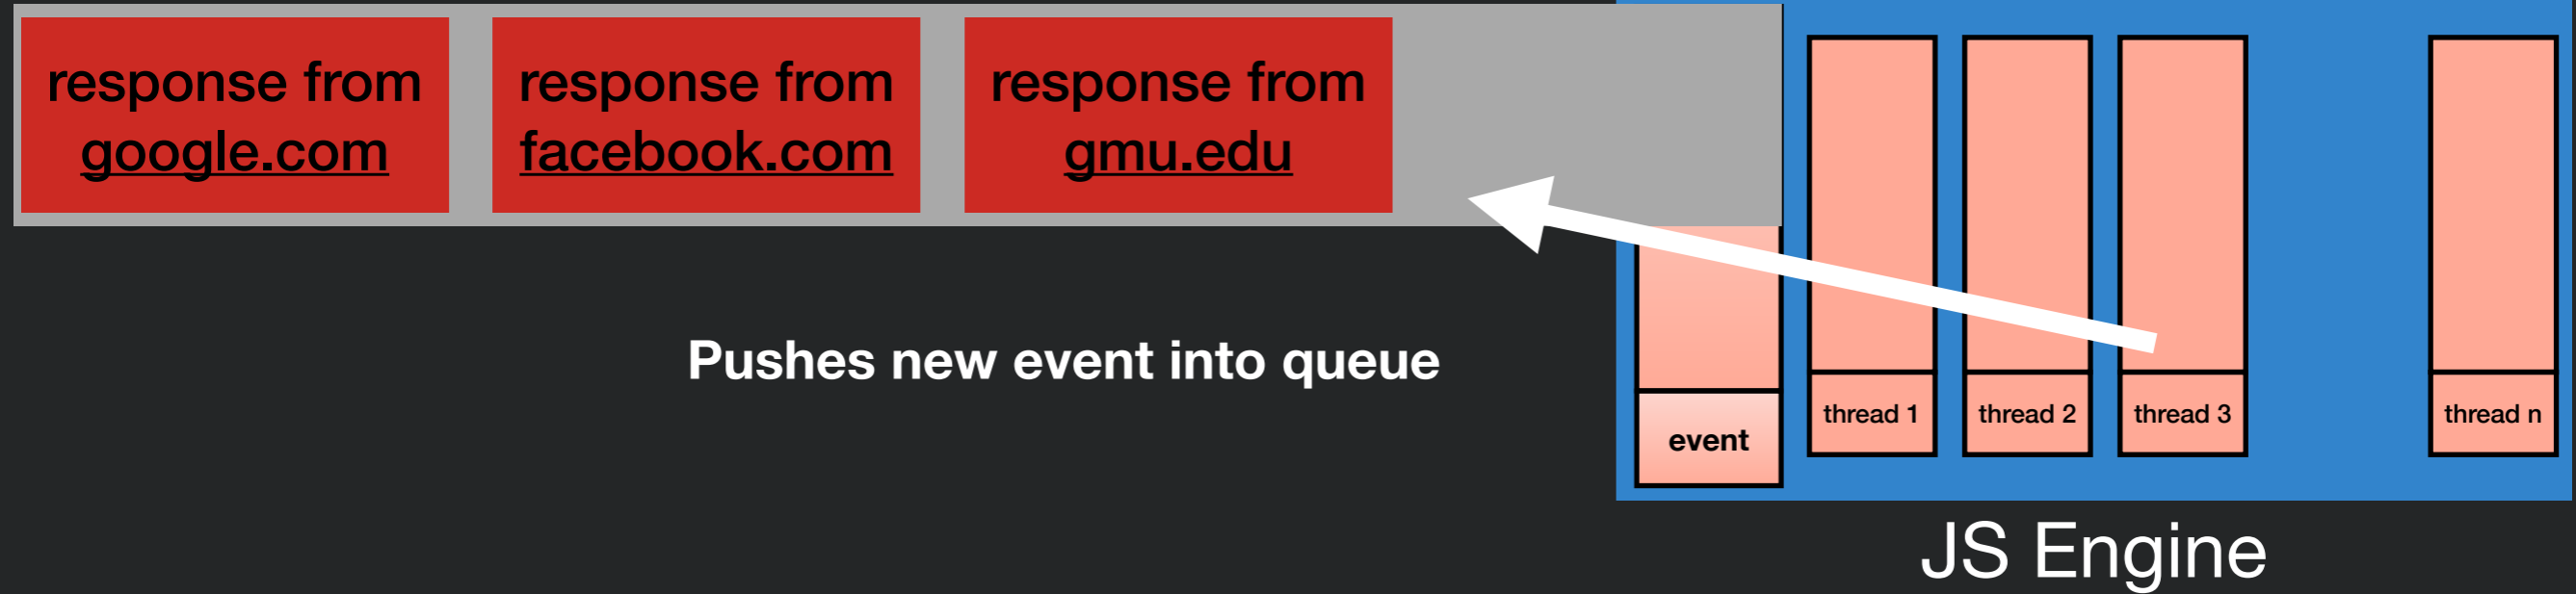 response from
google.com
response from
facebook.com
response from
gmu.edu
Pushes new event into queue
event
thread 1
thread 2
thread 3
thread n
JS Engine